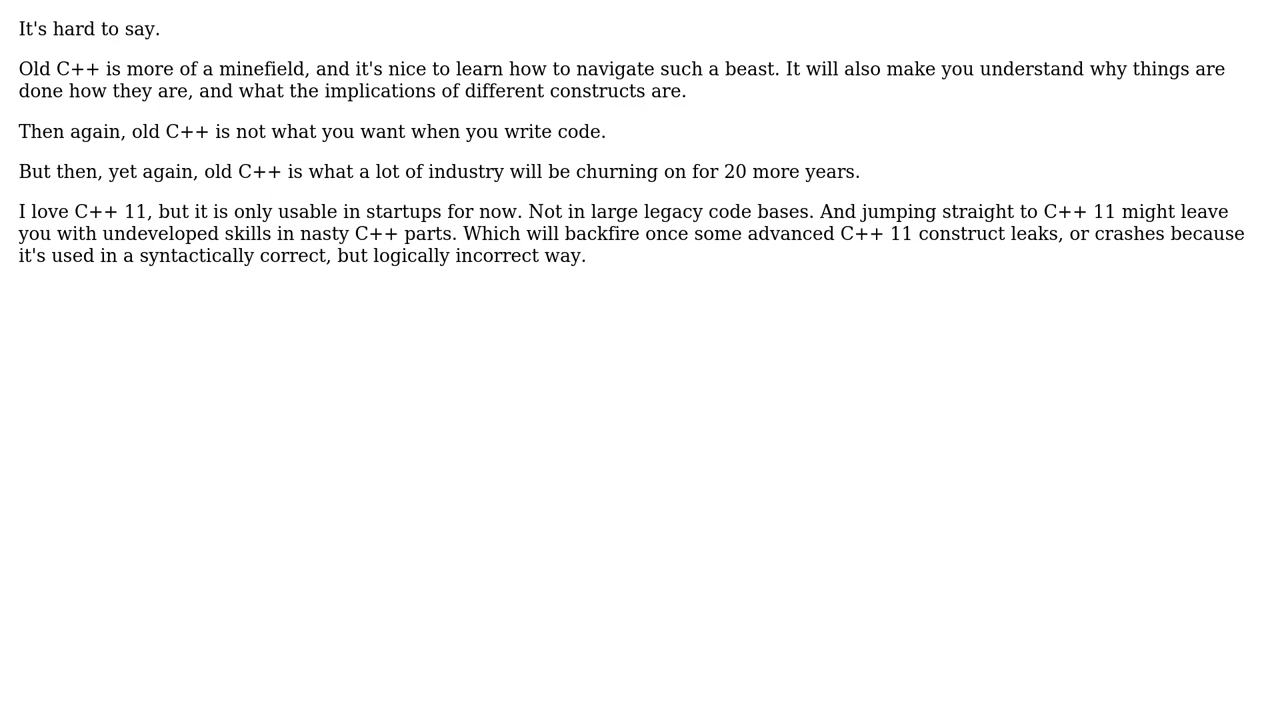 It's hard to say.
Old C++ is more of a minefield, and it's nice to learn how to navigate such a beast. It will also make you understand why things are
done how they are, and what the implications of different constructs are.
Then again, old C++ is not what you want when you write code.
But then, yet again, old C++ is what a lot of industry will be churning on for 20 more years.
I love C++ 11, but it is only usable in startups for now. Not in large legacy code bases. And jumping straight to C++ 11 might leave
you with undeveloped skills in nasty C++ parts. Which will backfire once some advanced C++ 11 construct leaks, or crashes because
it's used in a syntactically correct, but logically incorrect way.